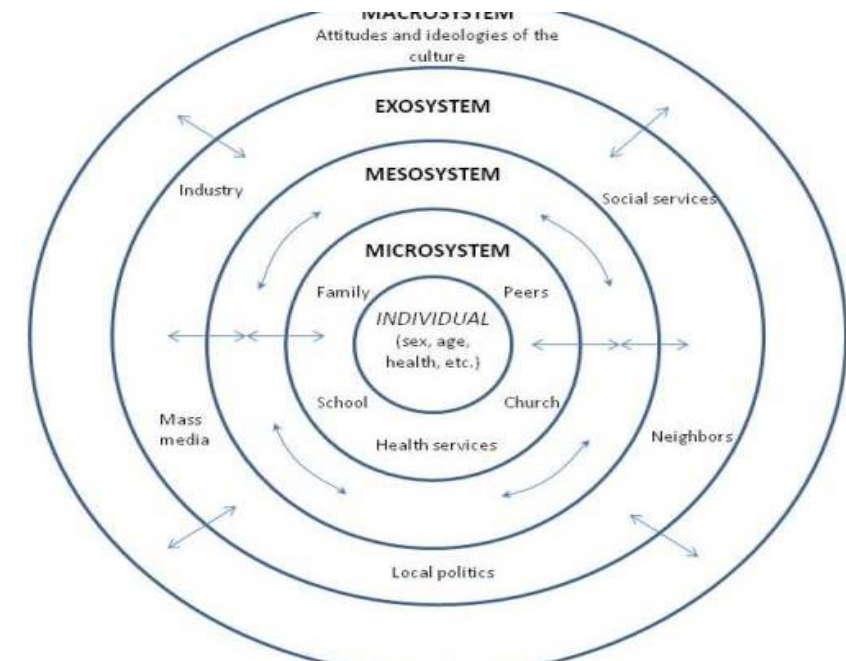 MACROSYSTEM
Attitudes and ideologies of the
culture
EXOSYSTEM
MESOSYSTEM
Industry
Social services
MICROSYSTEM
Family
Peers
INDIVIDUAL
(sex, age,
health, etc.)
School
Church
Mass
media
Neighbors
Health services
Local politics